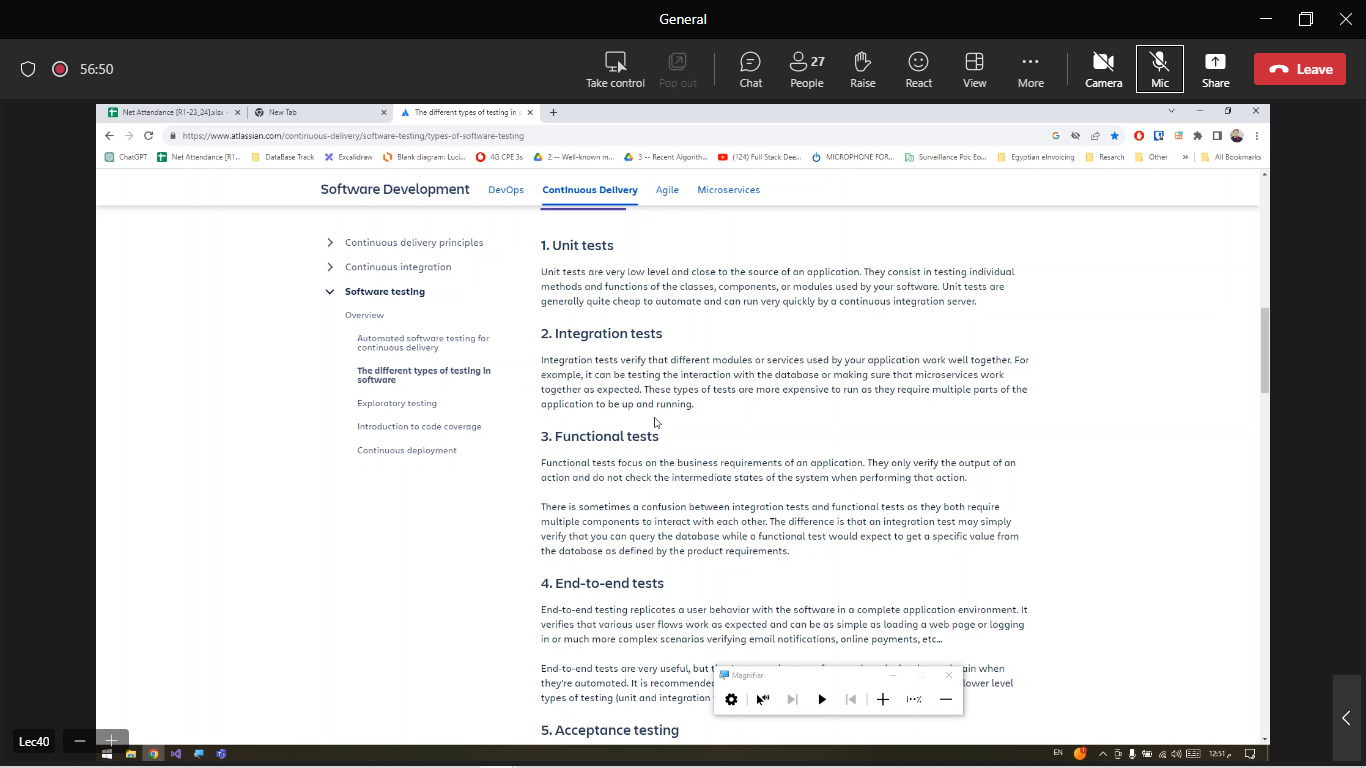 General
56:50
Take control
Pop out
Chat
27
People
Raise
React
View
More
Camera
Mic
Share
Leave
Net Attendance [R1-23_24].xlsx -
New Tab
The different types of testing in s
https://www.atlassian.com/continuous-delivery/software-testing/types-of-software-testing
ChatGPT
Net Attendance [R1...
DataBase Track
Excalidraw
Blank diagram: Luci...
4G CPE 3s
2 -- Well-known m...
3 -- Recent Algorith...
(124) Full Stack Dee...
MICROPHONE FOR...
Surveillance Poc Eo...
Egyptian eInvoicing
Resarch
Other
»
All Bookmarks
Software Development
DevOps
Continuous Delivery
Agile
Microservices
Continuous delivery principles
Continuous integration
Software testing
Overview
Automated software testing for
continuous delivery
The different types of testing in
software
Exploratory testing
Introduction to code coverage
Continuous deployment
1. Unit tests
Unit tests are very low level and close to the source of an application. They consist in testing individual
methods and functions of the classes, components, or modules used by your software. Unit tests are
generally quite cheap to automate and can run very quickly by a continuous integration server.
2. Integration tests
Integration tests verify that different modules or services used by your application work well together. For
example, it can be testing the interaction with the database or making sure that microservices work
together as expected. These types of tests are more expensive to run as they require multiple parts of the
application to be up and running.
3. Functional tests
Functional tests focus on the business requirements of an application. They only verify the output of an
action and do not check the intermediate states of the system when performing that action.
There is sometimes a confusion between integration tests and functional tests as they both require
multiple components to interact with each other. The difference is that an integration test may simply
verify that you can query the database while a functional test would expect to get a specific value from
the database as defined by the product requirements.
4. End-to-end tests
End-to-end testing replicates a user behavior with the software in a complete application environment. It
verifies that various user flows work as expected and can be as simple as loading a web page or logging
in or much more complex scenarios verifying email notifications, online payments, etc...
End-to-end tests are very useful, but when
they're automated. It is recommended lower level
types of testing (unit and integration
Magnifier
5. Acceptance testing
Lec40
EN
12:51